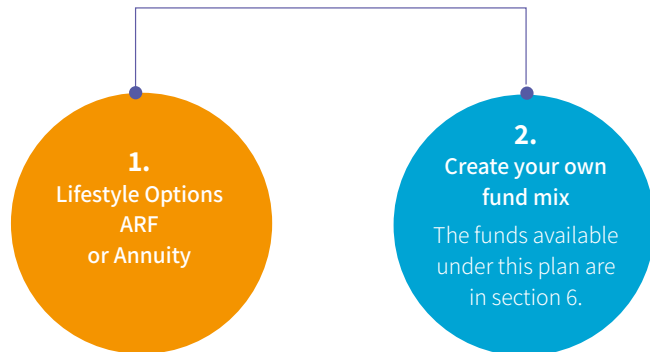 1.
Lifestyle Options
ARF
or Annuity
2.
Create your own
fund mix
The funds available
under this plan are
in section 6.